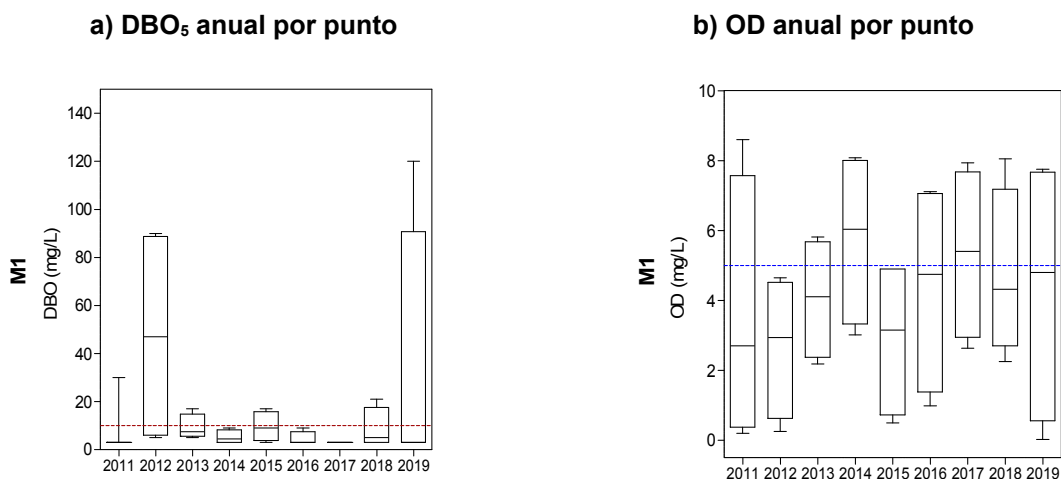 a) DBO₅ anual por punto
M1
DBO (mg/L)
140
120
100
80
60
40
20
0
2011 2012 2013 2014 2015 2016 2017 2018 2019
b) OD anual por punto
M1
OD (mg/L)
10
8
6
4
2
0
2011 2012 2013 2014 2015 2016 2017 2018 2019